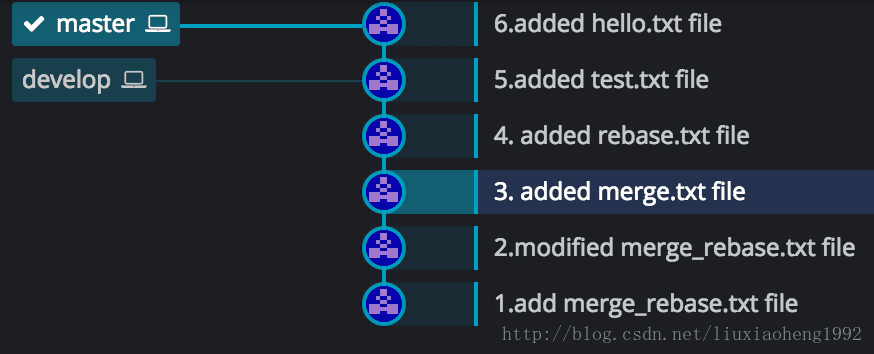 master
6.added hello.txt file
develop
5.added test.txt file
4. added rebase.txt file
3. added merge.txt file
2.modified merge_rebase.txt file
1.add merge_rebase.txt file
http://blog.csdn.net/liuxiaoheng1992